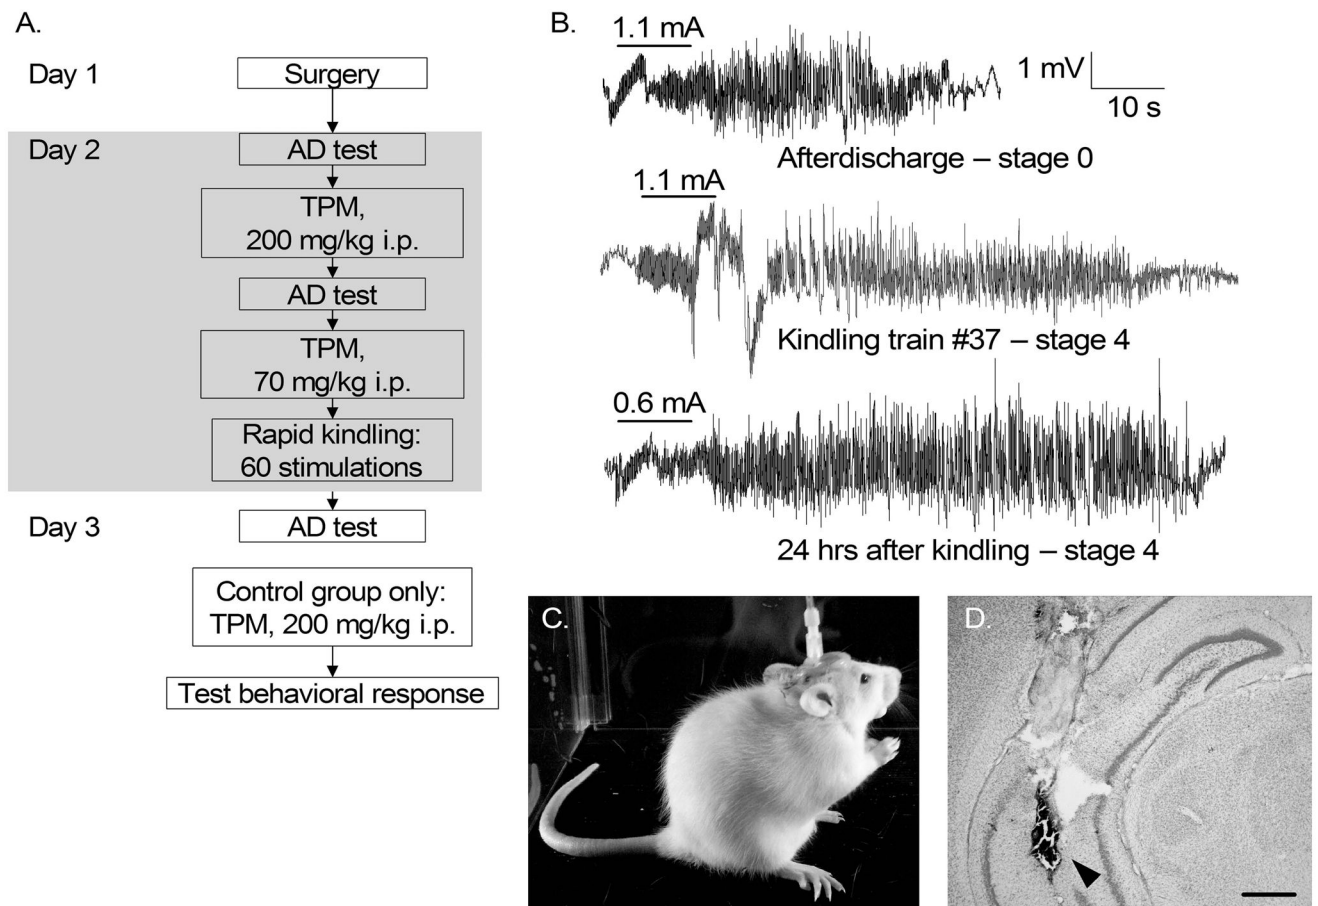 A.
Day 1
Surgery
Day 2
AD test
TPM,
200 mg/kg i.p.
AD test
TPM,
70 mg/kg i.p.
Rapid kindling:
60 stimulations
Day 3
AD test
Control group only:
TPM, 200 mg/kg i.p.
Test behavioral response
B.
1.1 mA
1 mV
10 s
Afterdischarge – stage 0
1.1 mA
Kindling train #37 – stage 4
0.6 mA
24 hrs after kindling – stage 4
C.
D.